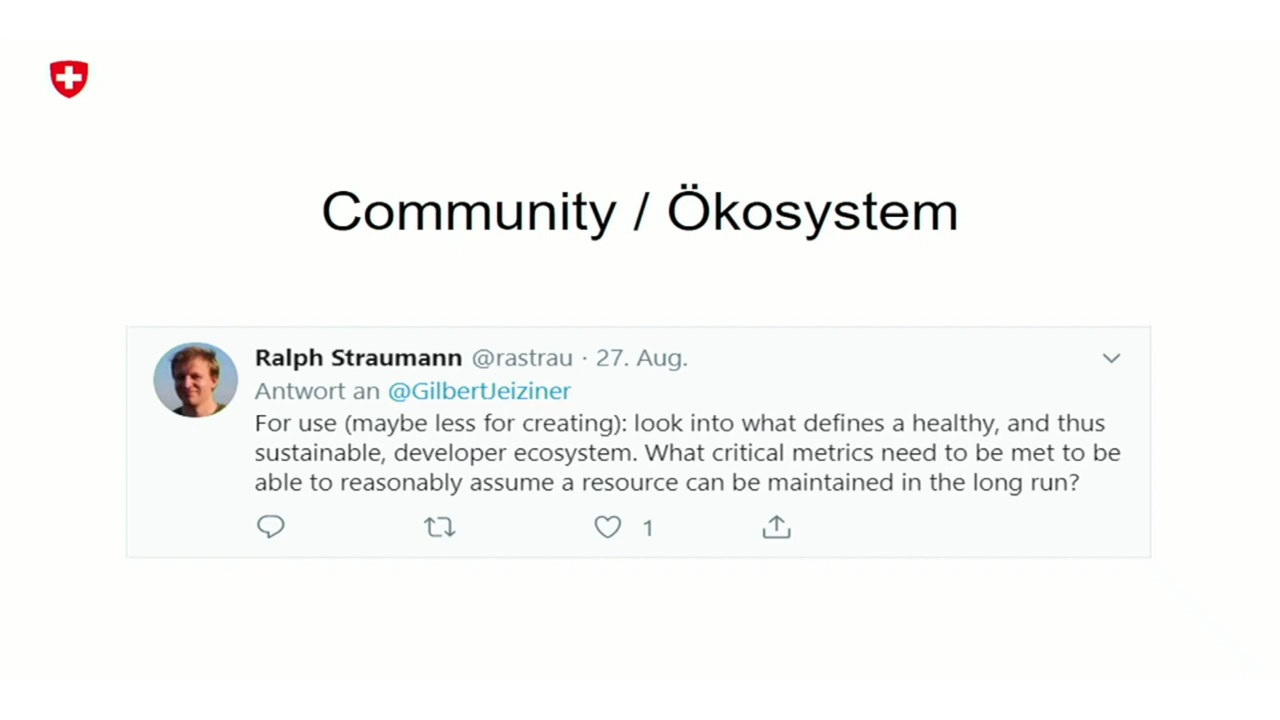 Community / Ökosystem
Ralph Straumann @rastrau · 27. Aug.
Antwort an @GilbertJeiziner
For use (maybe less for creating): look into what defines a healthy, and thus
sustainable, developer ecosystem. What critical metrics need to be met to be
able to reasonably assume a resource can be maintained in the long run?
1